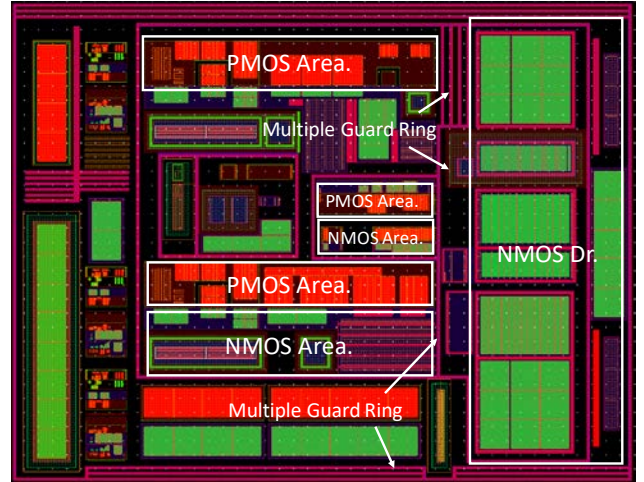 PMOS Area.
Multiple Guard Ring
PMOS Area.
NMOS Area.
NMOS Dr.
PMOS Area.
NMOS Area.
Multiple Guard Ring